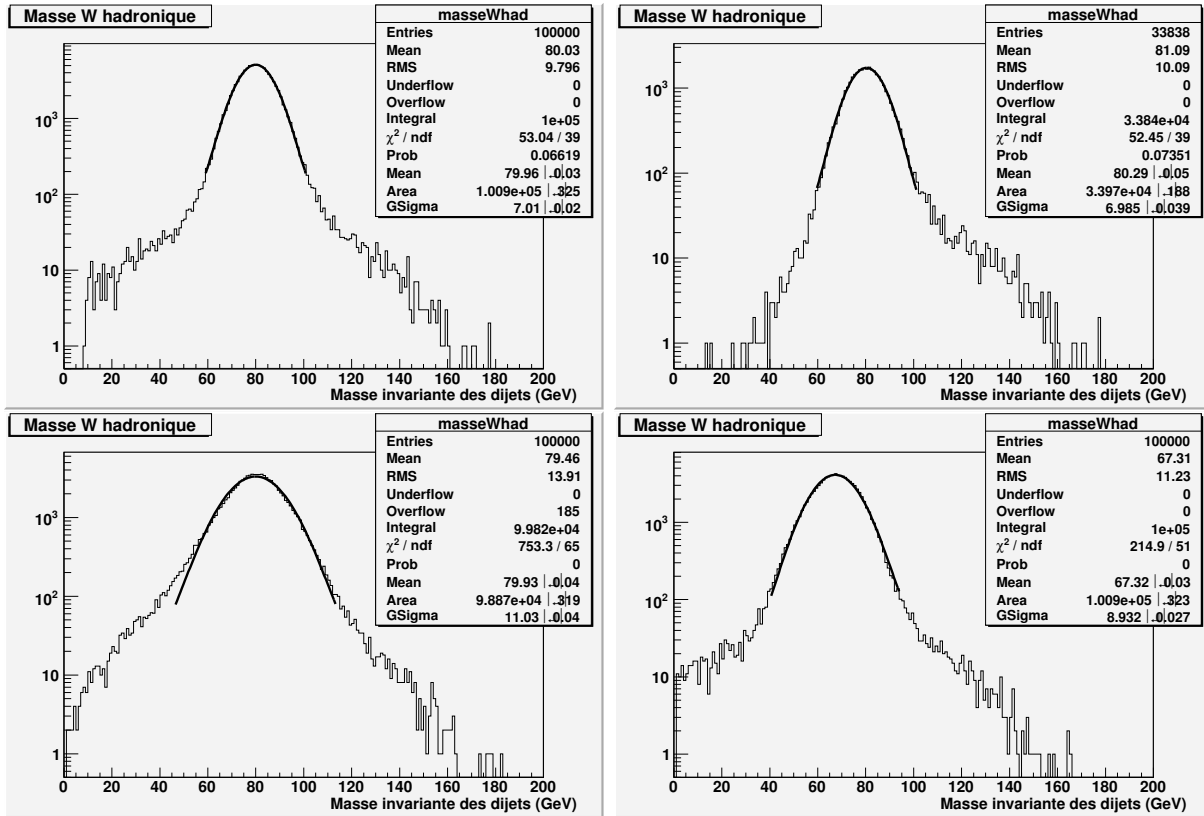 Masse W hadronique
masseWhad
Entries 100000
Mean 80.03
RMS 9.796
Underflow 0
Overflow 0
Integral 1e+05
χ² / ndf 53.04 / 39
Prob 0.06619
Mean 79.96 ± 0.03
Area 1.009e+05 ± 325
GSigma 7.01 ± 0.02
10³
10²
10
1
0 20 40 60 80 100 120 140 160 180 200
Masse invariante des dijets (GeV)
Masse W hadronique
masseWhad
Entries 33838
Mean 81.09
RMS 10.09
Underflow 0
Overflow 0
Integral 3.384e+04
χ² / ndf 52.45 / 39
Prob 0.07351
Mean 80.29 ± 0.05
Area 3.397e+04 ± 188
GSigma 6.985 ± 0.039
10³
10²
10
1
0 20 40 60 80 100 120 140 160 180 200
Masse invariante des dijets (GeV)
Masse W hadronique
masseWhad
Entries 100000
Mean 79.46
RMS 13.91
Underflow 0
Overflow 185
Integral 9.982e+04
χ² / ndf 753.3 / 65
Prob 0
Mean 79.93 ± 0.04
Area 9.887e+04 ± 319
GSigma 11.03 ± 0.04
10³
10²
10
1
0 20 40 60 80 100 120 140 160 180 200
Masse invariante des dijets (GeV)
Masse W hadronique
masseWhad
Entries 100000
Mean 67.31
RMS 11.23
Underflow 0
Overflow 0
Integral 1e+05
χ² / ndf 214.9 / 51
Prob 0
Mean 67.32 ± 0.03
Area 1.009e+05 ± 323
GSigma 8.932 ± 0.027
10³
10²
10
1
0 20 40 60 80 100 120 140 160 180 200
Masse invariante des dijets (GeV)